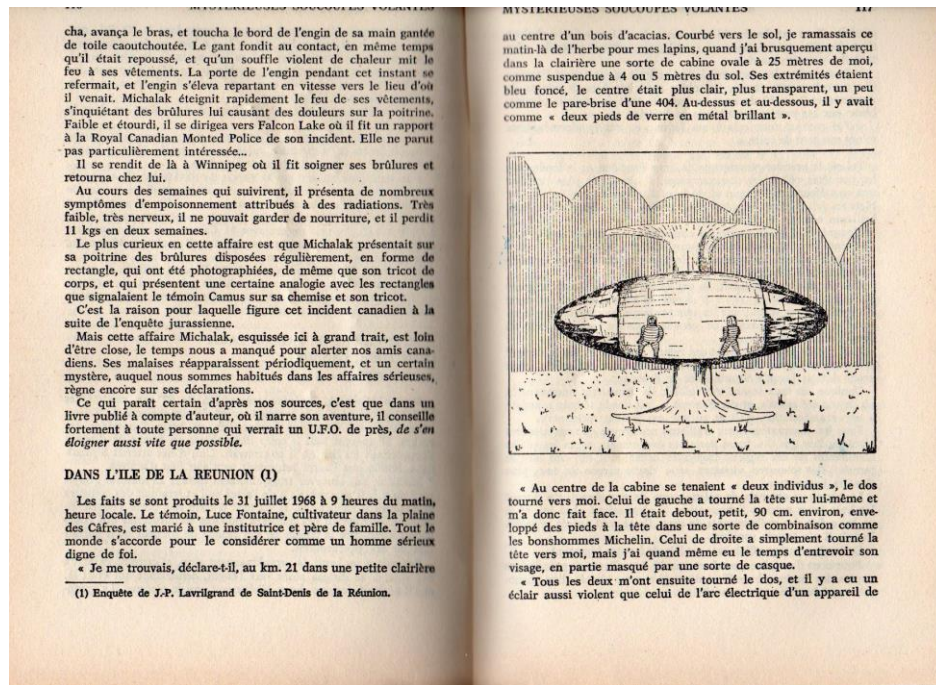 MYSTERIEUSES SOUCOUPES VOLANTES
cha, avança le bras, et toucha le bord de l'engin de sa main gantée
de toile caoutchoutée. Le gant fondit au contact, en même temps
qu'il était repoussé, et qu'un souffle violent de chaleur mit le
feu à ses vêtements. La porte de l'engin pendant cet instant se
refermait, et l'engin s'éleva repartant en vitesse vers le lieu d'où
il venait. Michalak éteignit rapidement le feu de ses vêtements,
s'inquiétant des brûlures lui causant des douleurs sur la poitrine.
Faible et étourdi, il se dirigea vers Falcon Lake où il fit un rapport
à la Royal Canadian Monted Police de son incident. Elle ne parut
pas particulièrement intéressée...
Il se rendit de là à Winnipeg où il fit soigner ses brûlures et
retourna chez lui.
Au cours des semaines qui suivirent, il présenta de nombreux
symptômes d'empoisonnement attribués à des radiations. Très
faible, très nerveux, il ne pouvait garder de nourriture, et il perdit
11 kgs en deux semaines.
Le plus curieux en cette affaire est que Michalak présentait sur
sa poitrine des brûlures disposées régulièrement, en forme de
rectangle, qui ont été photographiées, de même que son tricot de
corps, et qui présentent une certaine analogie avec les rectangles
que signalaient le témoin Camus sur sa chemise et son tricot.
C'est la raison pour laquelle figure cet incident canadien à la
suite de l'enquête jurassienne.
Mais cette affaire Michalak, esquissée ici à grand trait, est loin
d'être close, le temps nous a manqué pour alerter nos amis cana-
diens. Ses malaises réapparaissent périodiquement, et un certain
mystère, auquel nous sommes habitués dans les affaires sérieuses,
règne encore sur ses déclarations.
Ce qui paraît certain d'après nos sources, c'est que dans un
livre publié à compte d'auteur, où il narre son aventure, il conseille
fortement à toute personne qui verrait un U.F.O. de près, de s'en
éloigner aussi vite que possible.
DANS L'ILE DE LA REUNION (1)
Les faits se sont produits le 31 juillet 1968 à 9 heures du matin,
heure locale. Le témoin, Luce Fontaine, cultivateur dans la plaine
des Câfres, est marié à une institutrice et père de famille. Tout le
monde s'accorde pour le considérer comme un homme sérieux
digne de foi.
« Je me trouvais, déclare-t-il, au km. 21 dans une petite clairière
(1) Enquête de J.-P. Lavrilgrand de Saint-Denis de la Réunion.
MYSTERIEUSES SOUCOUPES VOLANTES 117
au centre d'un bois d'acacias. Courbé vers le sol, je ramassais ce
matin-là de l'herbe pour mes lapins, quand j'ai brusquement aperçu
dans la clairière une sorte de cabine ovale à 25 mètres de moi,
comme suspendue à 4 ou 5 mètres du sol. Ses extrémités étaient
bleu foncé, le centre était plus clair, plus transparent, un peu
comme le pare-brise d'une 404. Au-dessus et au-dessous, il y avait
comme « deux pieds de verre en métal brillant ».
« Au centre de la cabine se tenaient « deux individus », le dos
tourné vers moi. Celui de gauche a tourné la tête sur lui-même et
m'a donc fait face. Il était debout, petit, 90 cm. environ, enve-
loppé des pieds à la tête dans une sorte de combinaison comme
les bonshommes Michelin. Celui de droite a simplement tourné la
tête vers moi, mais j'ai quand même eu le temps d'entrevoir son
visage, en partie masqué par une sorte de casque.
« Tous les deux m'ont ensuite tourné le dos, et il y a eu un
éclair aussi violent que celui de l'arc électrique d'un appareil de